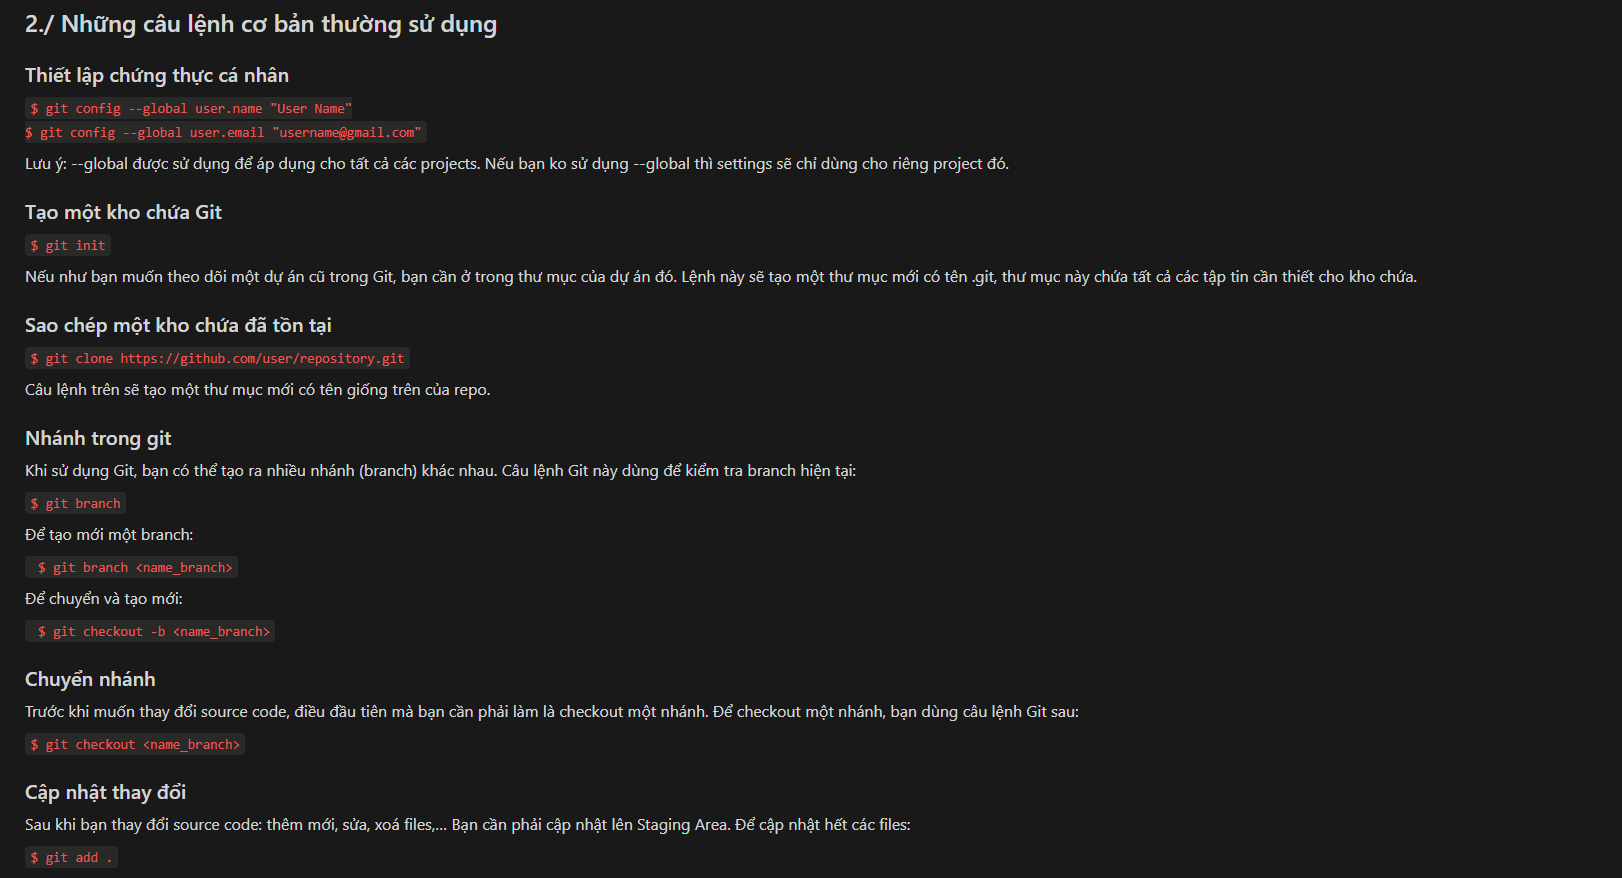 2./ Những câu lệnh cơ bản thường sử dụng
Thiết lập chứng thực cá nhân
$ git config --global user.name "User Name"
$ git config --global user.email "username@gmail.com"
Lưu ý: --global được sử dụng để áp dụng cho tất cả các projects. Nếu bạn ko sử dụng --global thì settings sẽ chỉ dùng cho riêng project đó.
Tạo một kho chứa Git
$ git init
Nếu như bạn muốn theo dõi một dự án cũ trong Git, bạn cần ở trong thư mục của dự án đó. Lệnh này sẽ tạo một thư mục mới có tên .git, thư mục này chứa tất cả các tập tin cần thiết cho kho chứa.
Sao chép một kho chứa đã tồn tại
$ git clone https://github.com/user/repository.git
Câu lệnh trên sẽ tạo một thư mục mới có tên giống trên của repo.
Nhánh trong git
Khi sử dụng Git, bạn có thể tạo ra nhiều nhánh (branch) khác nhau. Câu lệnh Git này dùng để kiểm tra branch hiện tại:
$ git branch
Để tạo mới một branch:
$ git branch <name_branch>
Để chuyển và tạo mới:
$ git checkout -b <name_branch>
Chuyển nhánh
Trước khi muốn thay đổi source code, điều đầu tiên mà bạn cần phải làm là checkout một nhánh. Để checkout một nhánh, bạn dùng câu lệnh Git sau:
$ git checkout <name_branch>
Cập nhật thay đổi
Sau khi bạn thay đổi source code: thêm mới, sửa, xoá files,... Bạn cần phải cập nhật lên Staging Area. Để cập nhật hết các files:
$ git add .